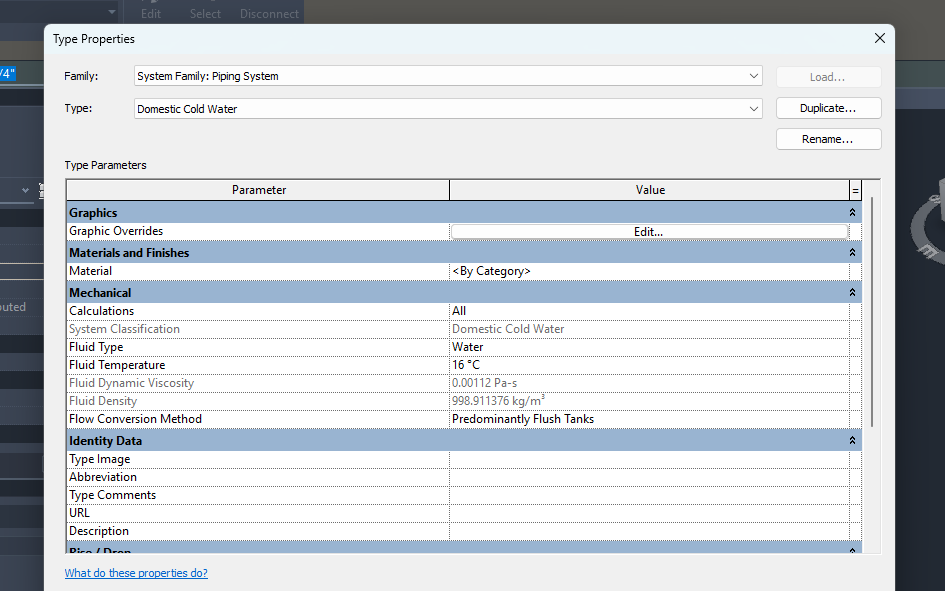 Edit Select Disconnect
Type Properties
/4"
Family: System Family: Piping System Load...
Type: Domestic Cold Water Duplicate...
Rename...
Type Parameters
Parameter Value =
Graphics
Graphic Overrides Edit...
Materials and Finishes
Material <By Category>
Mechanical
Calculations All
System Classification Domestic Cold Water
Fluid Type Water
Fluid Temperature 16 °C
Fluid Dynamic Viscosity 0.00112 Pa-s
Fluid Density 998.911376 kg/m³
Flow Conversion Method Predominantly Flush Tanks
Identity Data
Type Image
Abbreviation
Type Comments
URL
Description
Rise / Drop
What do these properties do?
puted